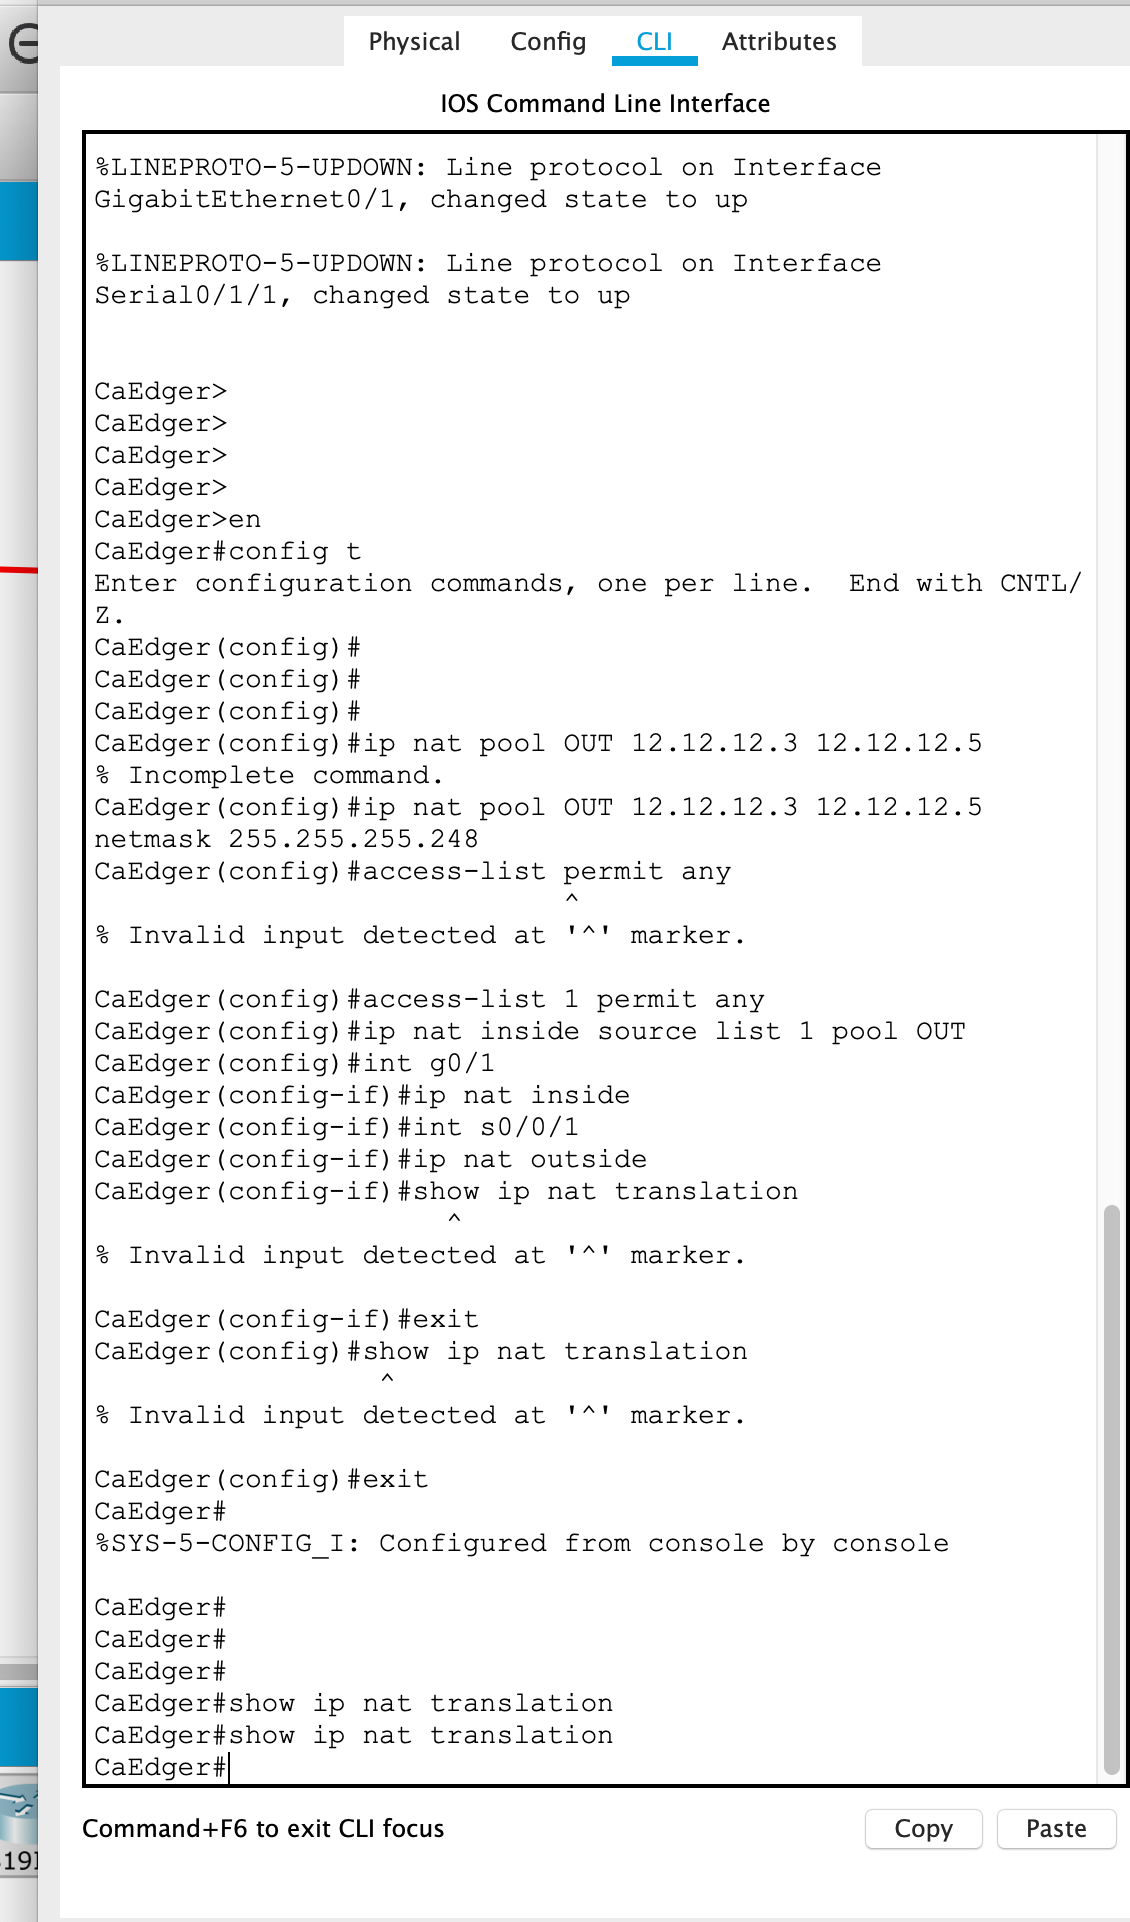 Physical Config CLI Attributes
IOS Command Line Interface
%LINEPROTO-5-UPDOWN: Line protocol on Interface
GigabitEthernet0/1, changed state to up
%LINEPROTO-5-UPDOWN: Line protocol on Interface
Serial0/1/1, changed state to up
CaEdger>
CaEdger>
CaEdger>
CaEdger>
CaEdger>en
CaEdger#config t
Enter configuration commands, one per line.  End with CNTL/
Z.
CaEdger(config)#
CaEdger(config)#
CaEdger(config)#
CaEdger(config)#ip nat pool OUT 12.12.12.3 12.12.12.5
% Incomplete command.
CaEdger(config)#ip nat pool OUT 12.12.12.3 12.12.12.5
netmask 255.255.255.248
CaEdger(config)#access-list permit any
^
% Invalid input detected at '^' marker.
CaEdger(config)#access-list 1 permit any
CaEdger(config)#ip nat inside source list 1 pool OUT
CaEdger(config)#int g0/1
CaEdger(config-if)#ip nat inside
CaEdger(config-if)#int s0/0/1
CaEdger(config-if)#ip nat outside
CaEdger(config-if)#show ip nat translation
^
% Invalid input detected at '^' marker.
CaEdger(config-if)#exit
CaEdger(config)#show ip nat translation
^
% Invalid input detected at '^' marker.
CaEdger(config)#exit
CaEdger#
%SYS-5-CONFIG_I: Configured from console by console
CaEdger#
CaEdger#
CaEdger#
CaEdger#show ip nat translation
CaEdger#show ip nat translation
CaEdger#
Command+F6 to exit CLI focus
Copy Paste